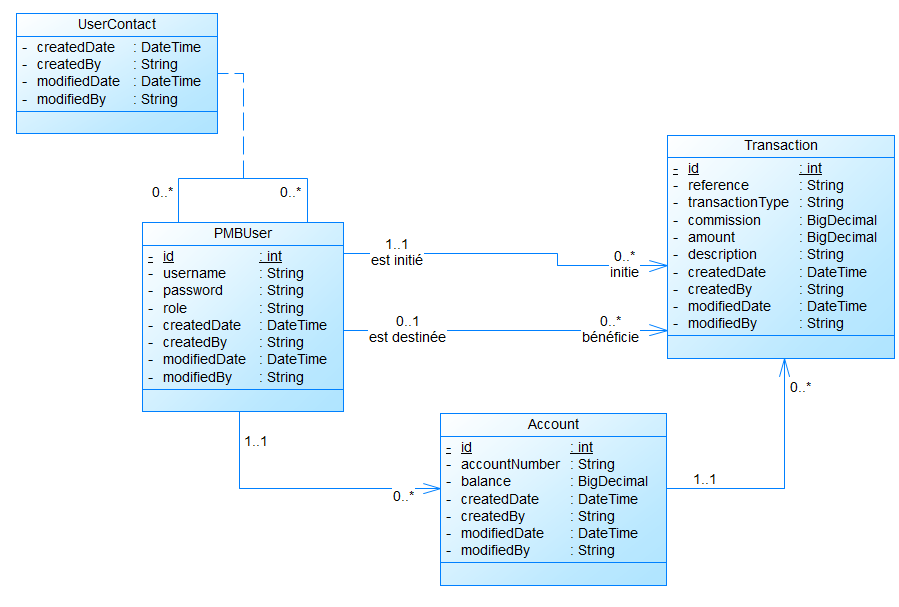 UserContact
- createdDate : DateTime
- createdBy : String
- modifiedDate : DateTime
- modifiedBy : String
0..*
0..*
PMBUser
- id : int
- username : String
- password : String
- role : String
- createdDate : DateTime
- createdBy : String
- modifiedDate : DateTime
- modifiedBy : String
1..1
est initié
0..*
initie
0..1
est destinée
0..*
bénéficie
Transaction
- id : int
- reference : String
- transactionType : String
- commission : BigDecimal
- amount : BigDecimal
- description : String
- createdDate : DateTime
- createdBy : String
- modifiedDate : DateTime
- modifiedBy : String
0..*
1..1
0..*
Account
- id : int
- accountNumber : String
- balance : BigDecimal
- createdDate : DateTime
- createdBy : String
- modifiedDate : DateTime
- modifiedBy : String
1..1